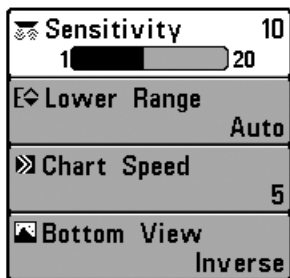 Sensitivity 10
1 20
Lower Range
Auto
Chart Speed
5
Bottom View
Inverse